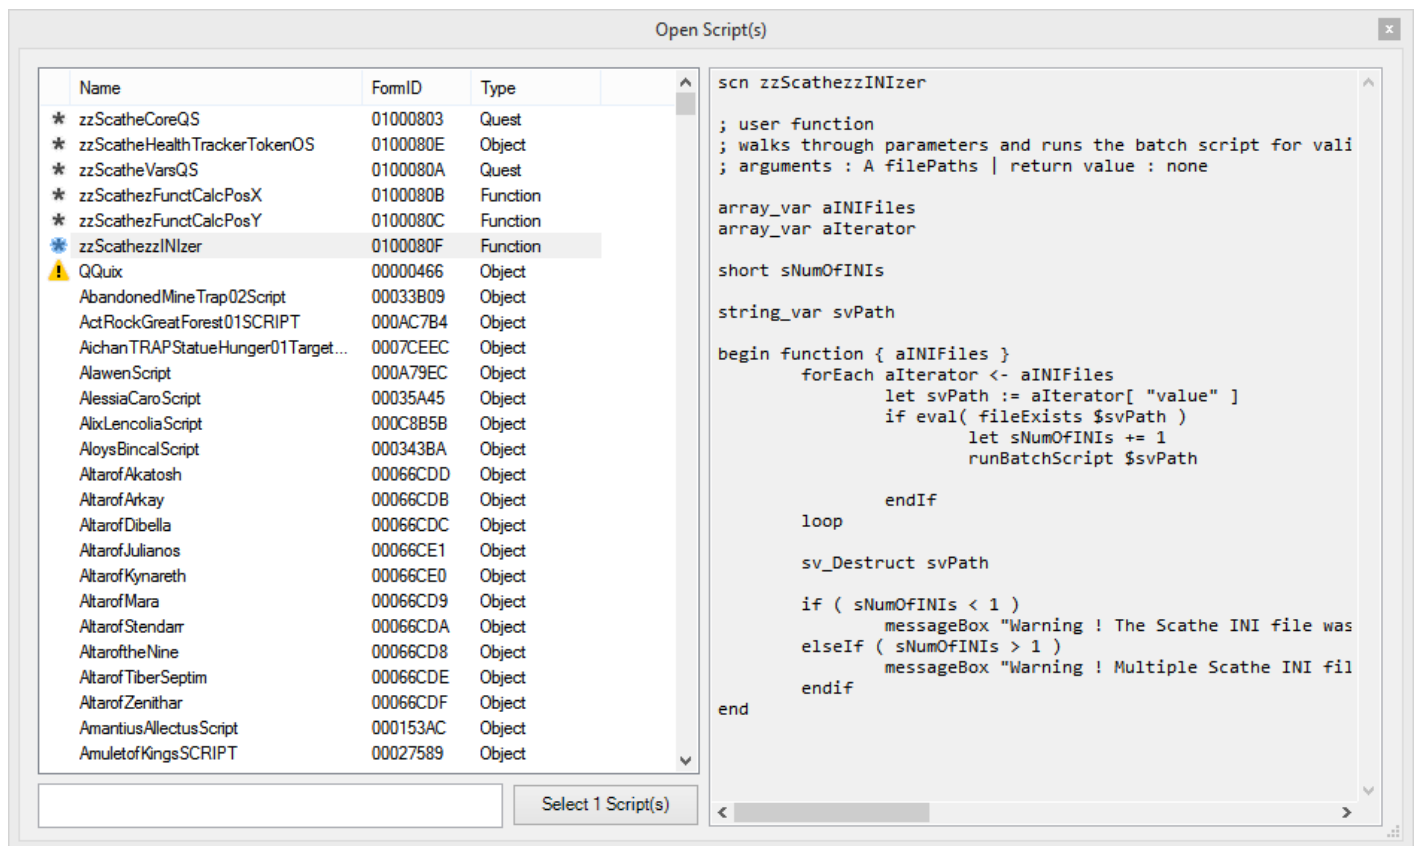 Open Script(s)
x
Name FormID Type
* zzScatheCoreQS 01000803 Quest
* zzScatheHealthTrackerTokenOS 0100080E Object
* zzScatheVarsQS 0100080A Quest
* zzScathezFunctCalcPosX 0100080B Function
* zzScathezFunctCalcPosY 0100080C Function
* zzScathezzINIzer 0100080F Function
! QQuix 00000466 Object
AbandonedMineTrap02Script 00033B09 Object
ActRockGreatForest01SCRIPT 000AC7B4 Object
AichanTRAPStatueHunger01Target... 0007CEEC Object
AlawenScript 000A79EC Object
AlessiaCaroScript 00035A45 Object
AlixLencoliaScript 000C8B5B Object
AloysBincalScript 000343BA Object
AltarofAkatosh 00066CDD Object
AltarofArkay 00066CDB Object
AltarofDibella 00066CDC Object
AltarofJulianos 00066CE1 Object
AltarofKynareth 00066CE0 Object
AltarofMara 00066CD9 Object
AltarofStendarr 00066CDA Object
AltaroftheNine 00066CD8 Object
AltarofTiberSeptim 00066CDE Object
AltarofZenithar 00066CDF Object
AmantiusAllectusScript 000153AC Object
AmuletofKingsSCRIPT 00027589 Object
Select 1 Script(s)
scn zzScathezzINIzer
; user function
; walks through parameters and runs the batch script for vali
; arguments : A filePaths | return value : none
array_var aINIFiles
array_var aIterator
short sNumOfINIs
string_var svPath
begin function { aINIFiles }
forEach aIterator <- aINIFiles
let svPath := aIterator[ "value" ]
if eval( fileExists $svPath )
let sNumOfINIs += 1
runBatchScript $svPath
endIf
loop
sv_Destruct svPath
if ( sNumOfINIs < 1 )
messageBox "Warning ! The Scathe INI file was
elseIf ( sNumOfINIs > 1 )
messageBox "Warning ! Multiple Scathe INI fil
endif
end